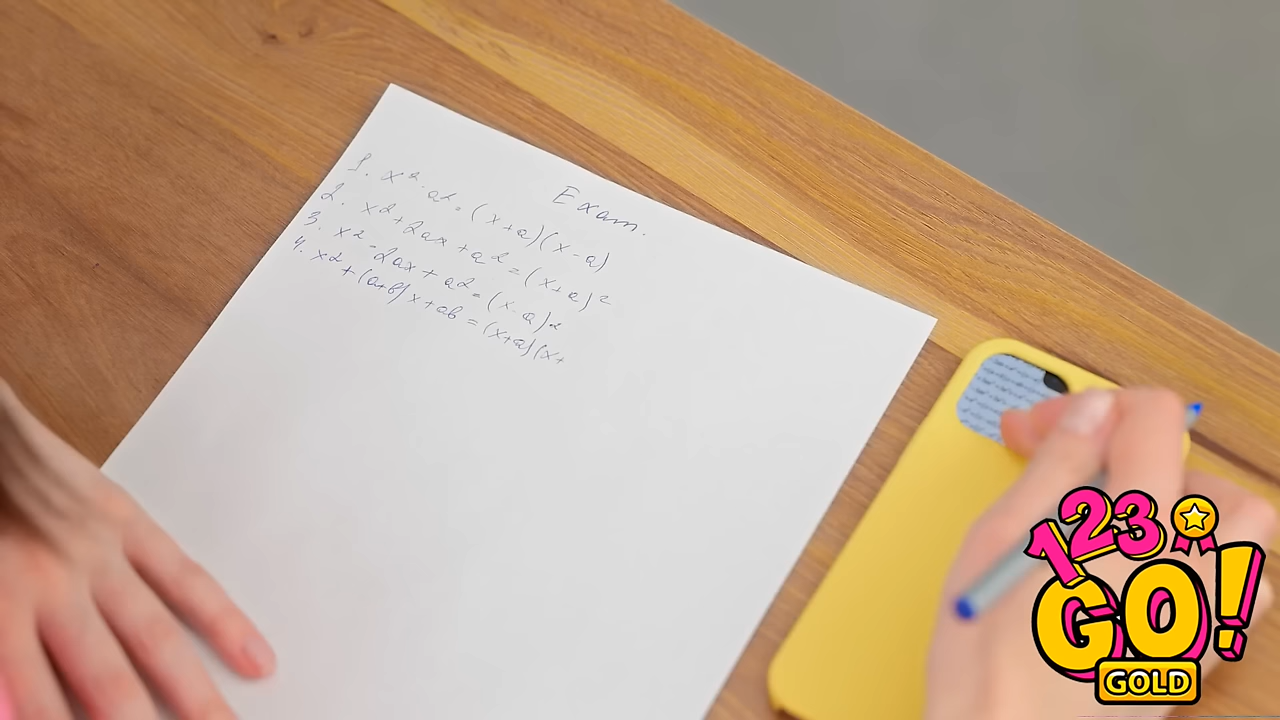 Exam.
1. x²-a²=(x+a)(x-a)
2. x²+2ax+a²=(x+a)²
3. x²-2ax+a²=(x-a)²
4. x²+(a+b)x+ab=(x+a)(x+
123
GO!
GOLD